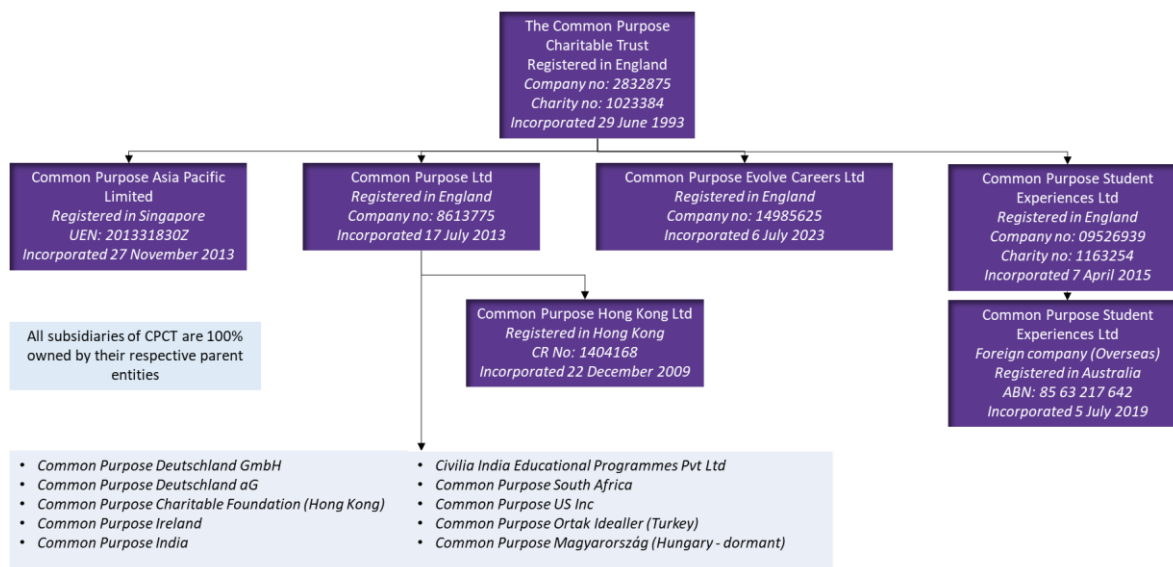 The Common Purpose
Charitable Trust
Registered in England
Company no: 2832875
Charity no: 1023384
Incorporated 29 June 1993
Common Purpose Asia Pacific
Limited
Registered in Singapore
UEN: 201331830Z
Incorporated 27 November 2013
Common Purpose Ltd
Registered in England
Company no: 8613775
Incorporated 17 July 2013
Common Purpose Evolve Careers Ltd
Registered in England
Company no: 14985625
Incorporated 6 July 2023
Common Purpose Student
Experiences Ltd
Registered in England
Company no: 09526939
Charity no: 1163254
Incorporated 7 April 2015
All subsidiaries of CPCT are 100%
owned by their respective parent
entities
Common Purpose Hong Kong Ltd
Registered in Hong Kong
CR No: 1404168
Incorporated 22 December 2009
Common Purpose Student
Experiences Ltd
Foreign company (Overseas)
Registered in Australia
ABN: 85 63 217 642
Incorporated 5 July 2019
• Common Purpose Deutschland GmbH
• Common Purpose Deutschland aG
• Common Purpose Charitable Foundation (Hong Kong)
• Common Purpose Ireland
• Common Purpose India
• Civilia India Educational Programmes Pvt Ltd
• Common Purpose South Africa
• Common Purpose US Inc
• Common Purpose Ortak Idealler (Turkey)
• Common Purpose Magyarország (Hungary - dormant)